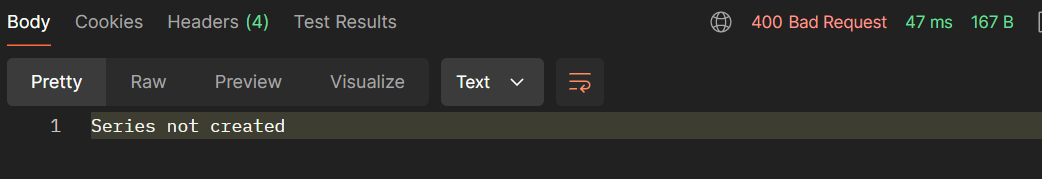 Body Cookies Headers (4) Test Results 400 Bad Request 47 ms 167 B
Pretty Raw Preview Visualize Text
1 Series not created